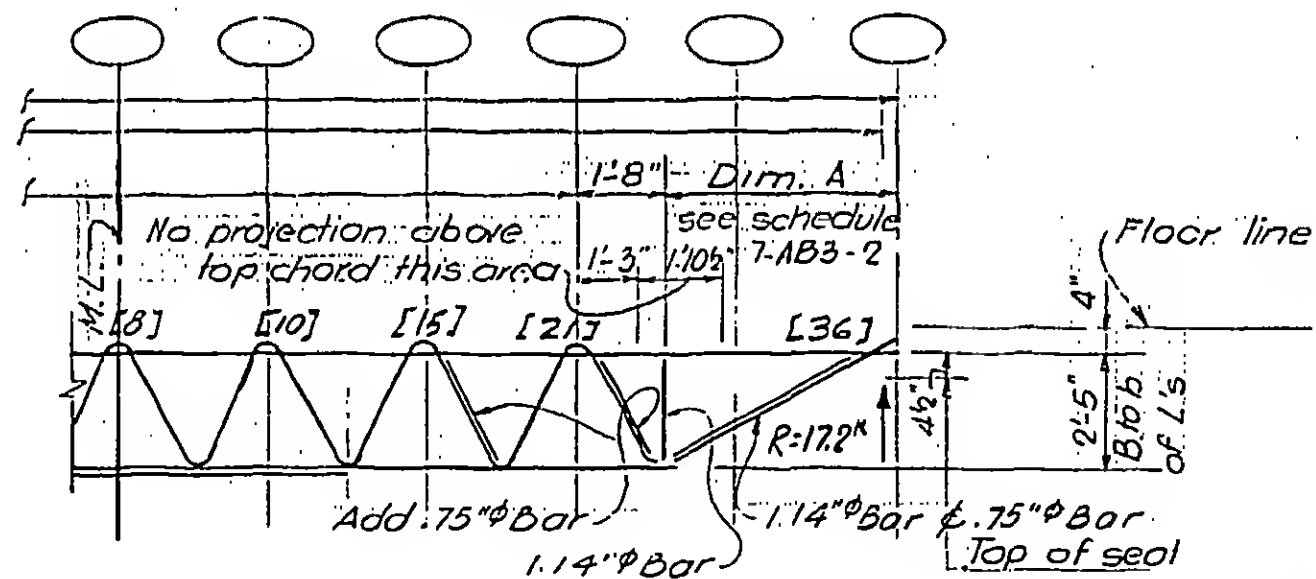 1'-8"
Dim. A
see schedule
7-AB3-2
No projection above
top chord this area
1'-3"
1'-10½"
M.L.
Floor line
4"
[8]
[10]
[15]
[21]
[36]
4½"
2'-5"
B. to b.
of L's
R=17.2ᴷ
Add .75"ϕ Bar
1.14"ϕ Bar & .75"ϕ Bar
1.14"ϕ Bar
Top of seat